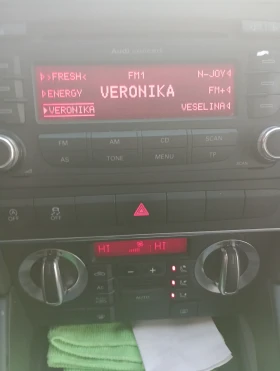 FRESH FM1 N-JOY
ENERGY VERONIKA FM+
VERONIKA VESELINA
FM AM CD SCAN
AS TONE MENU TP
HI HI